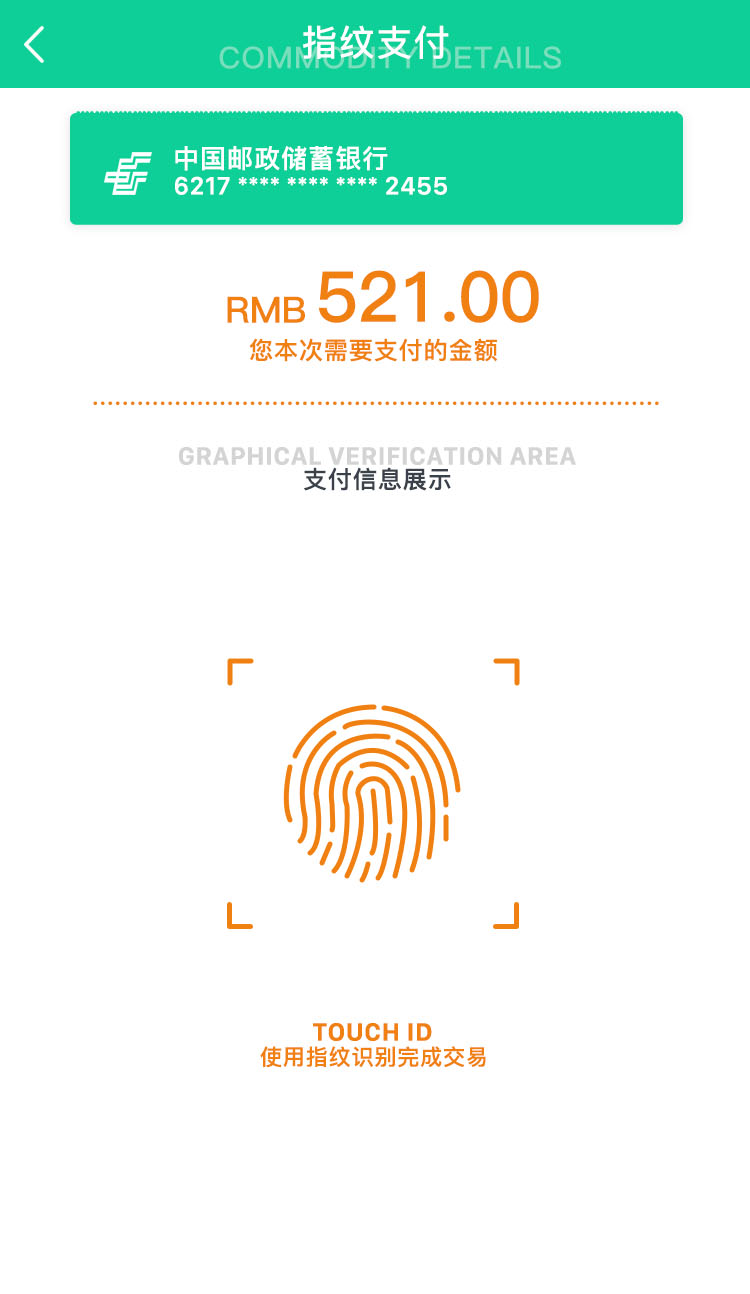 指纹支付
COMMODITY DETAILS
中国邮政储蓄银行
6217 **** **** **** 2455
RMB 521.00
您本次需要支付的金额
GRAPHICAL VERIFICATION AREA
支付信息展示
TOUCH ID
使用指纹识别完成交易